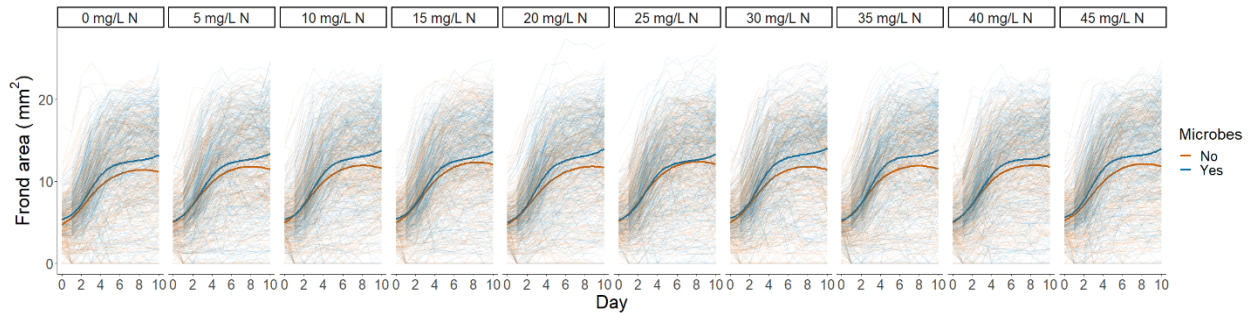 0 mg/L N 5 mg/L N 10 mg/L N 15 mg/L N 20 mg/L N 25 mg/L N 30 mg/L N 35 mg/L N 40 mg/L N 45 mg/L N
Frond area ( mm²)
20
10
0
Microbes
No
Yes
0 2 4 6 8 10 0 2 4 6 8 10 0 2 4 6 8 10 0 2 4 6 8 10 0 2 4 6 8 10 0 2 4 6 8 10 0 2 4 6 8 10 0 2 4 6 8 10 0 2 4 6 8 10 0 2 4 6 8 10
Day